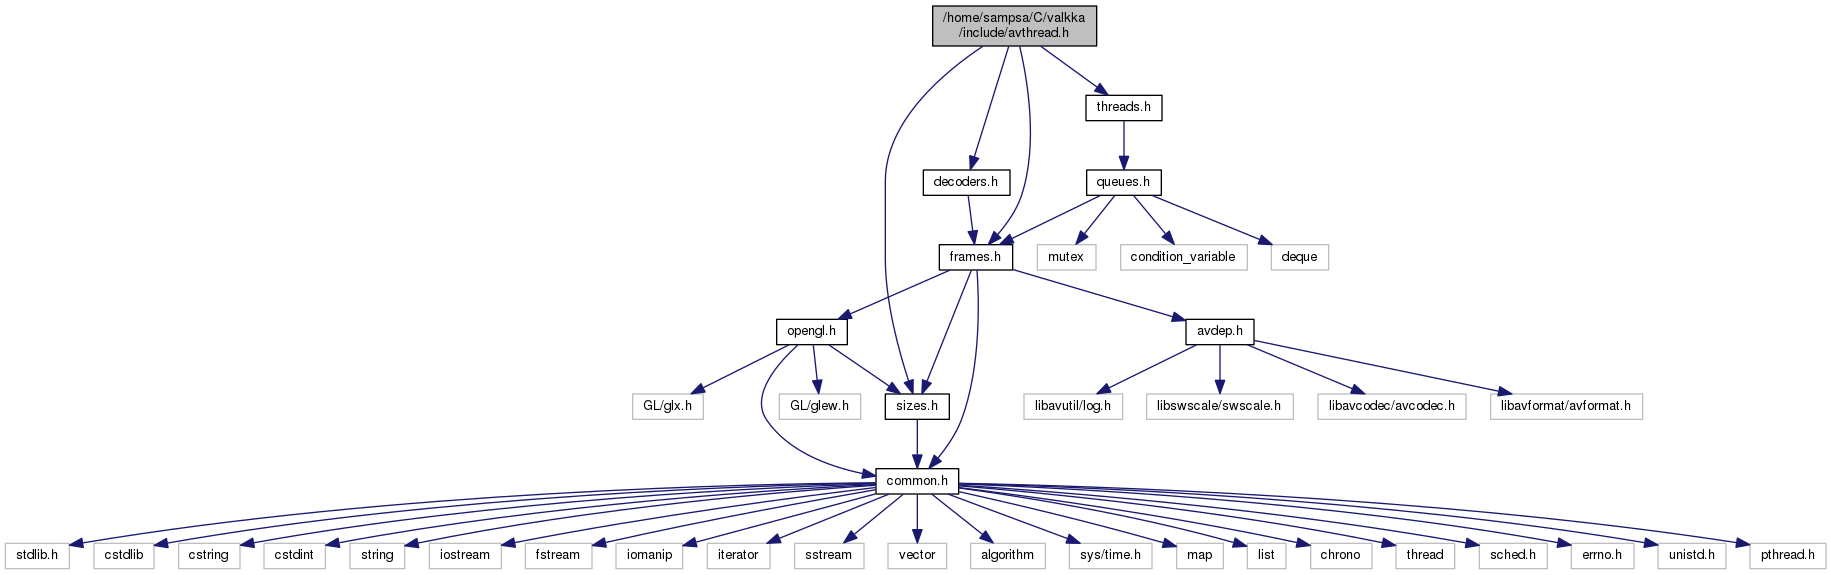 /home/sampsa/C/valkka
/include/avthread.h
threads.h
decoders.h
queues.h
frames.h
mutex
condition_variable
deque
opengl.h
avdep.h
GL/glx.h
GL/glew.h
sizes.h
libavutil/log.h
libswscale/swscale.h
libavcodec/avcodec.h
libavformat/avformat.h
common.h
stdlib.h
cstdlib
cstring
cstdint
string
iostream
fstream
iomanip
iterator
sstream
vector
algorithm
sys/time.h
map
list
chrono
thread
sched.h
errno.h
unistd.h
pthread.h